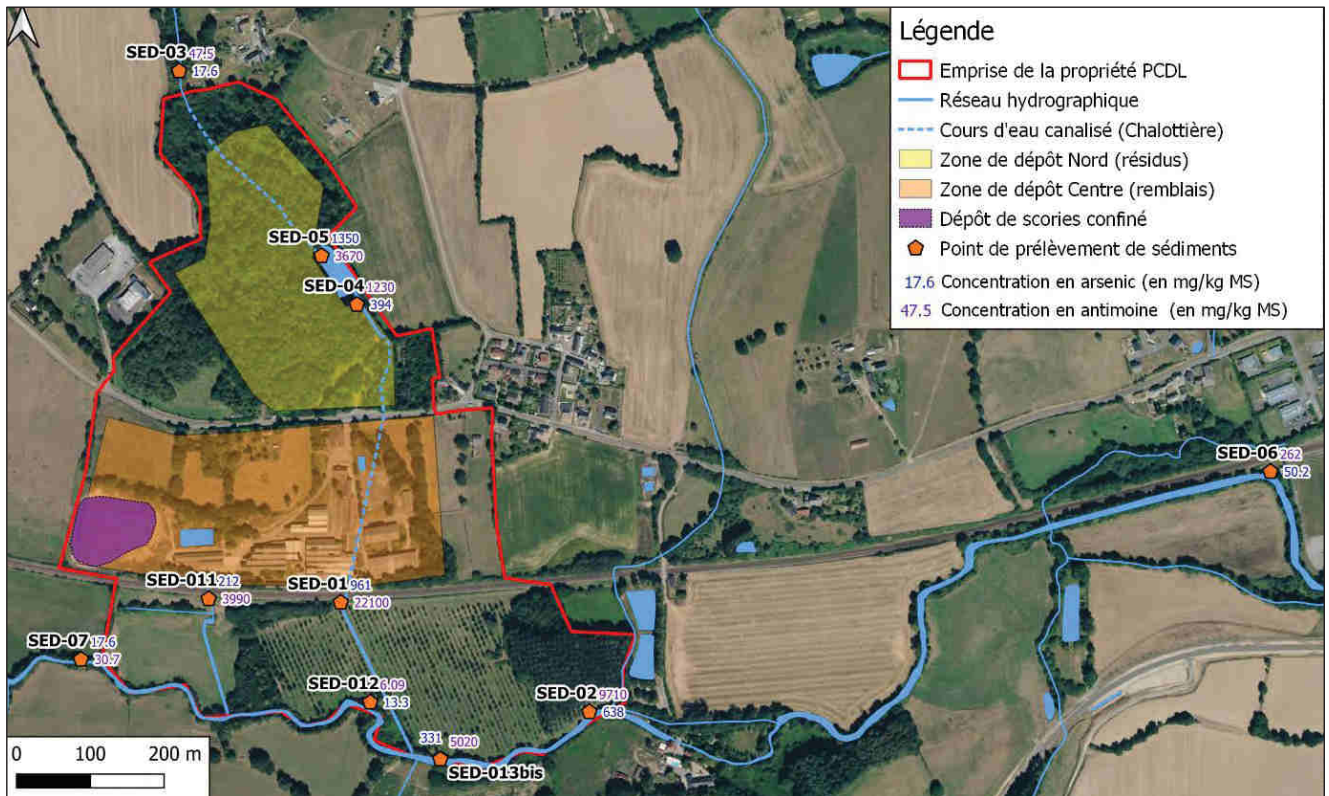 Légende
Emprise de la propriété PCDL
Réseau hydrographique
Cours d'eau canalisé (Chalottière)
Zone de dépôt Nord (résidus)
Zone de dépôt Centre (remblais)
Dépôt de scories confiné
Point de prélèvement de sédiments
17.6 Concentration en arsenic (en mg/kg MS)
47.5 Concentration en antimoine (en mg/kg MS)
SED-03 47.5
17.6
SED-05 1350
3670
SED-04 1230
394
SED-06 262
50.2
SED-011 212
3990
SED-01 961
22100
SED-07 17.6
30.7
SED-012 6.09
13.3
SED-02 9710
638
331 5020
SED-013bis
0 100 200 m